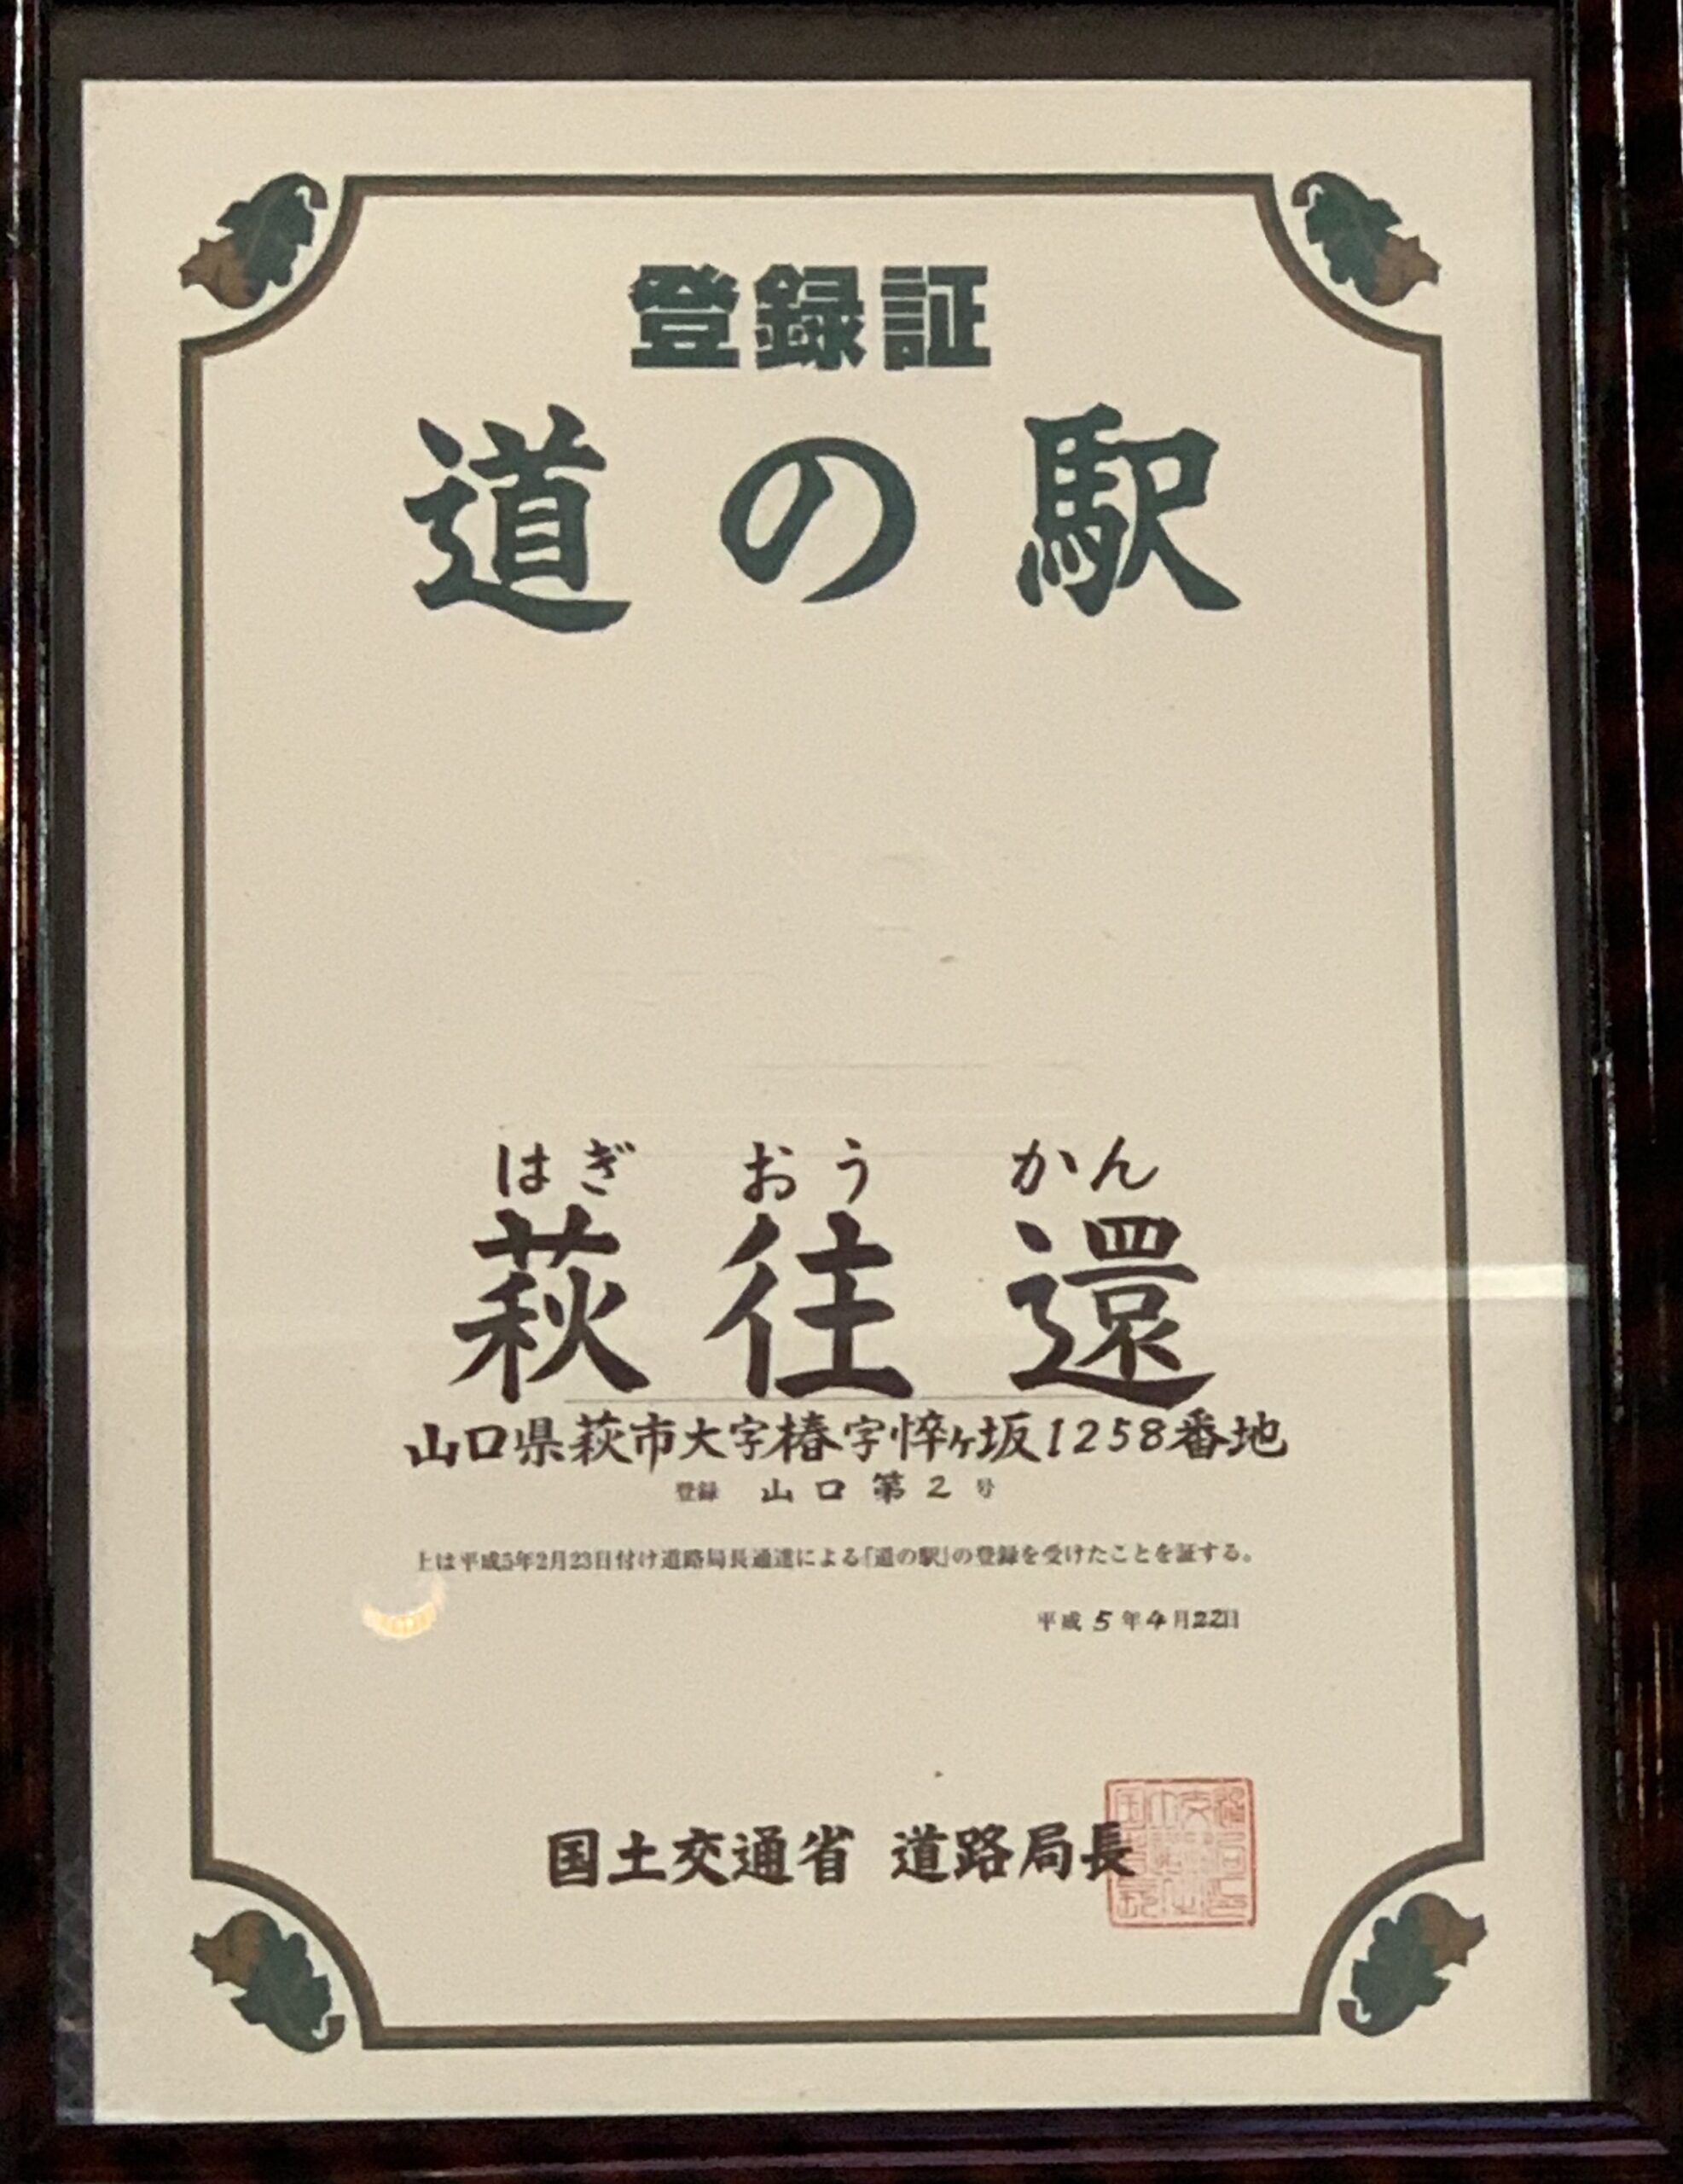 登録証
道の駅
はぎ おう かん
萩往還
山口県萩市大字椿字悴ヶ坂1258番地
登録 山口第2号
上は平成5年2月23日付け道路局長通達による「道の駅」の登録を受けたことを証する。
平成5年4月22日
国土交通省 道路局長